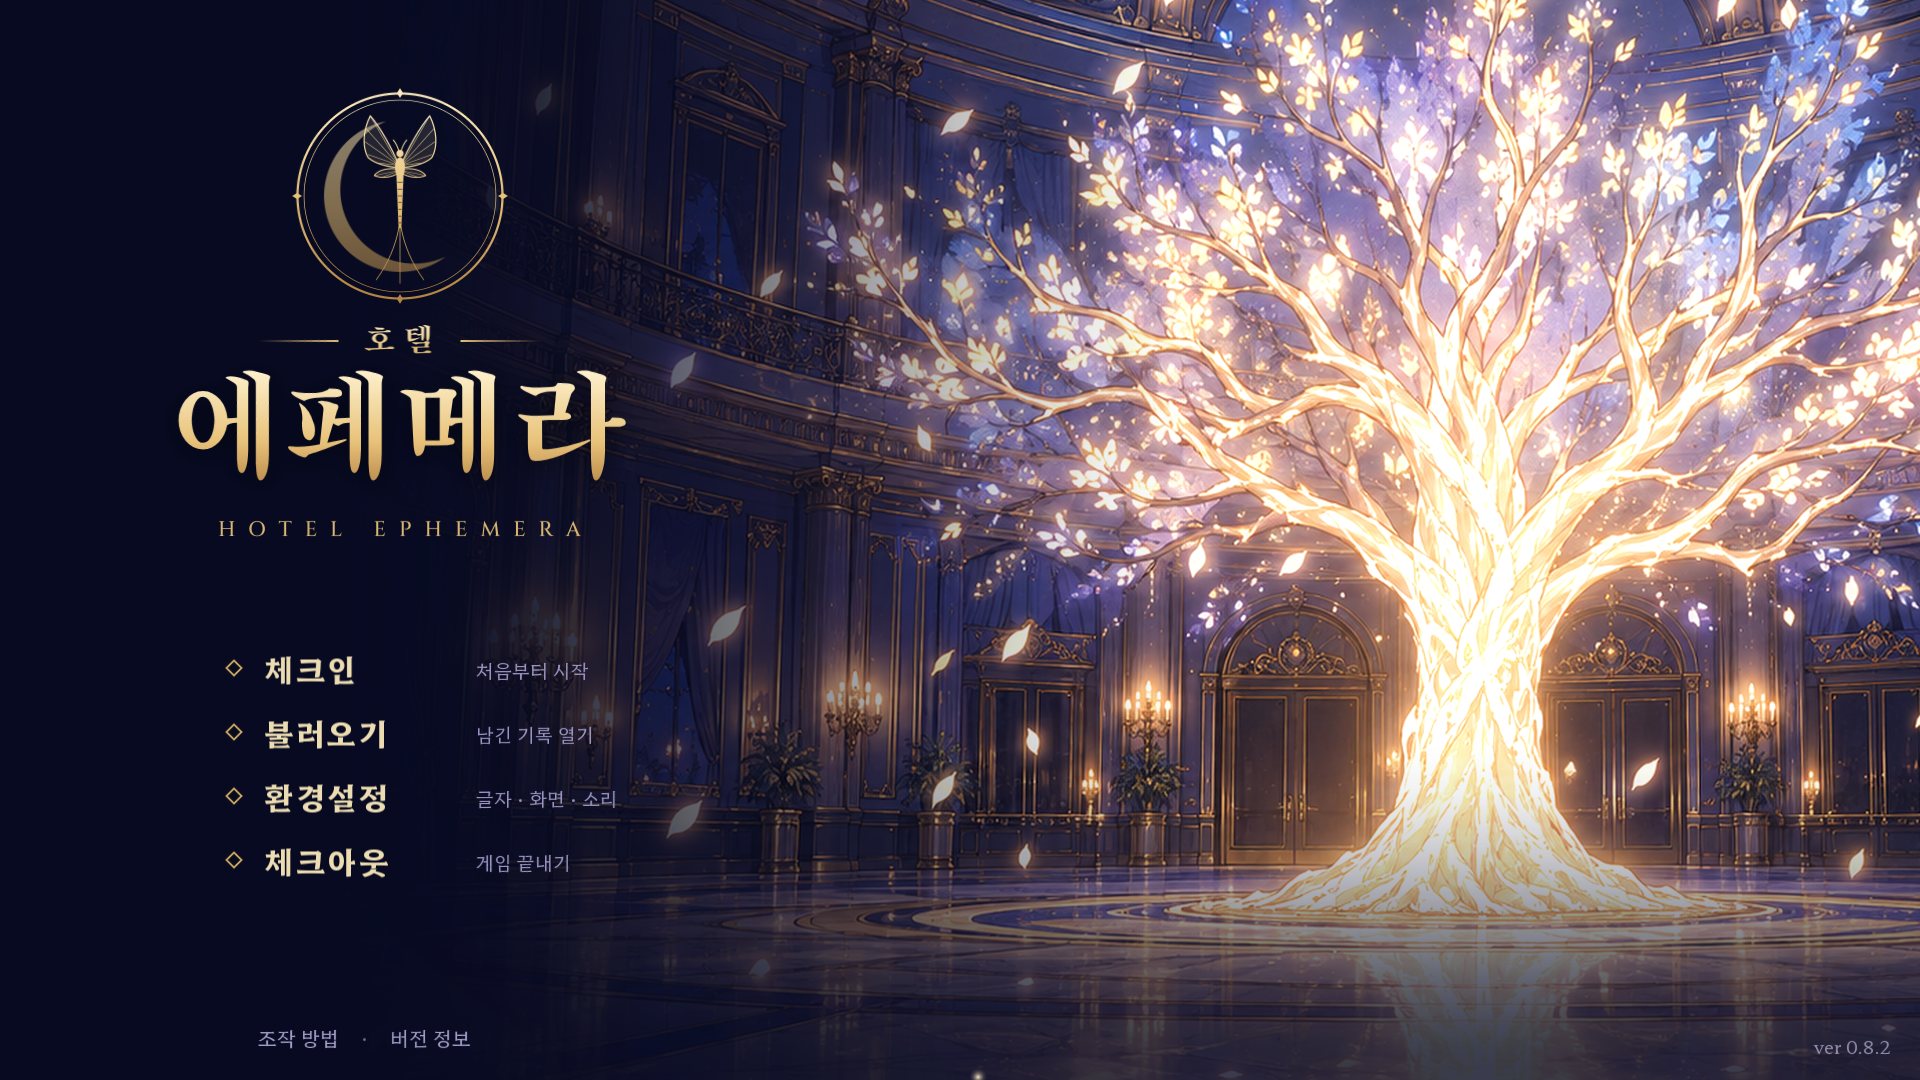 호텔
에페메라
HOTEL EPHEMERA
체크인 처음부터 시작
불러오기 남긴 기록 열기
환경설정 글자 · 화면 · 소리
체크아웃 게임 끝내기
조작 방법 · 버전 정보
ver 0.8.2